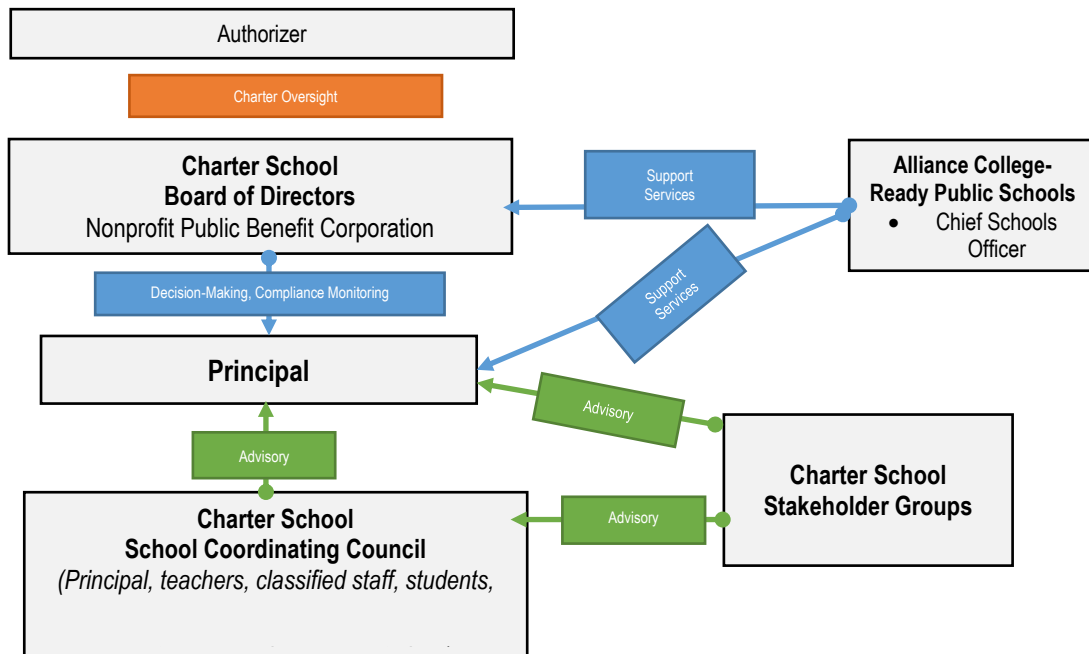 Authorizer
Charter Oversight
Charter School
Board of Directors
Nonprofit Public Benefit Corporation
Support
Services
Alliance College-
Ready Public Schools
• Chief Schools
Officer
Decision-Making, Compliance Monitoring
Support
Services
Principal
Advisory
Advisory
Charter School
Stakeholder Groups
Charter School
School Coordinating Council
(Principal, teachers, classified staff, students,
Advisory